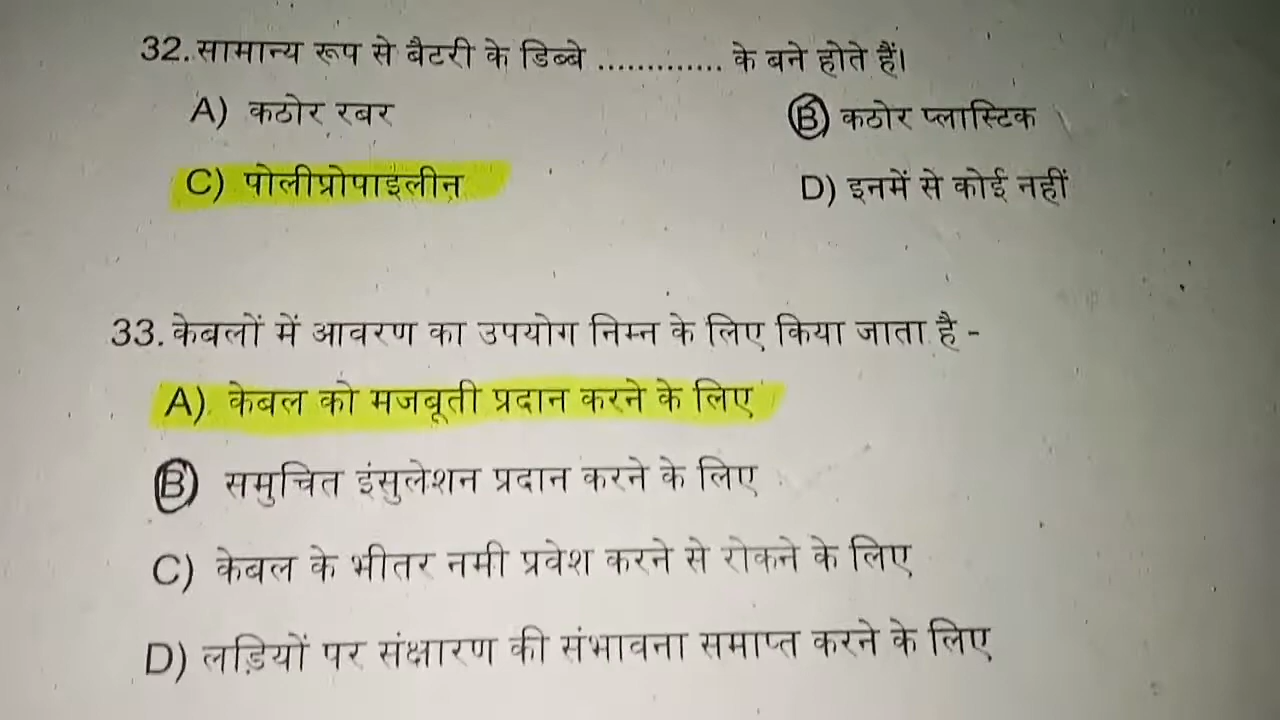 32. सामान्य रूप से बैटरी के डिब्बे ............. के बने होते हैं।
A) कठोर रबर B) कठोर प्लास्टिक
C) पोलीप्रोपाइलीन D) इनमें से कोई नहीं
33. केबलों में आवरण का उपयोग निम्न के लिए किया जाता है -
A) केबल को मजबूती प्रदान करने के लिए
B) समुचित इंसुलेशन प्रदान करने के लिए
C) केबल के भीतर नमी प्रवेश करने से रोकने के लिए
D) लड़ियों पर संक्षारण की संभावना समाप्त करने के लिए